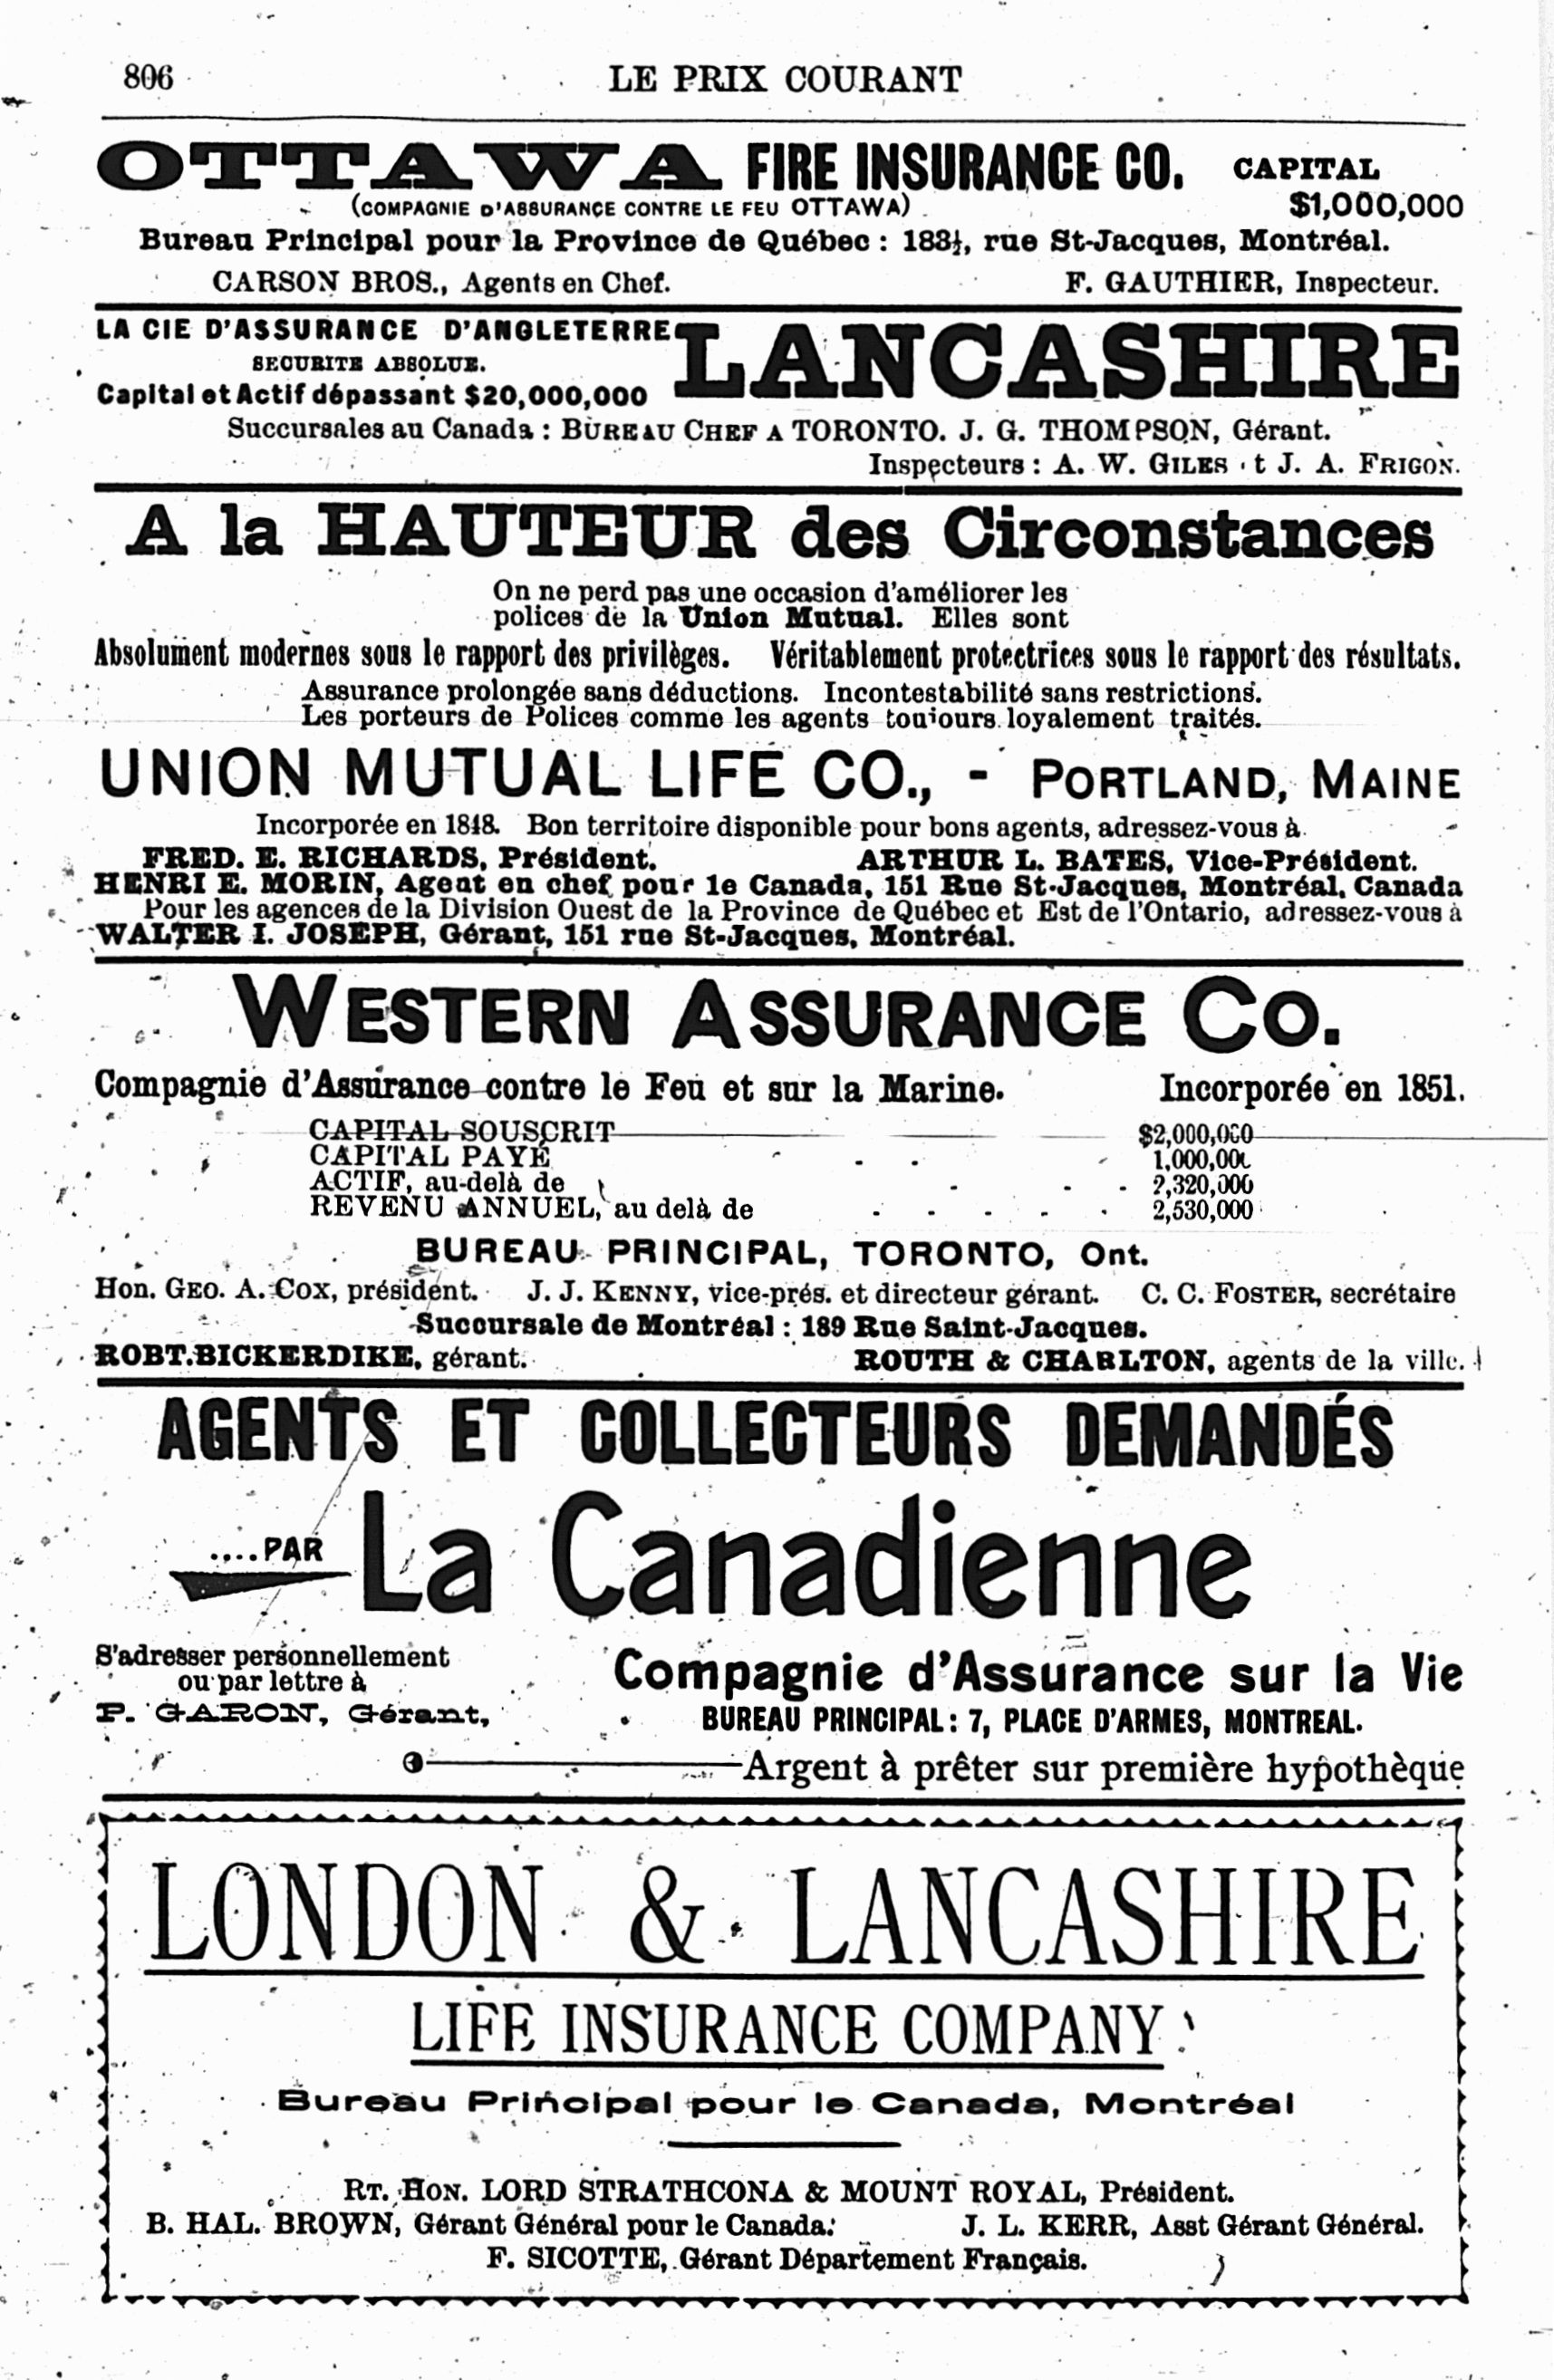 806
LE PRIX COURANT
OTTAWA FIRE INSURANCE CO. CAPITAL
(COMPAGNIE D'ASSURANCE CONTRE LE FEU OTTAWA) $1,000,000
Bureau Principal pour la Province de Québec : 183½, rue St-Jacques, Montréal.
CARSON BROS., Agents en Chef. F. GAUTHIER, Inspecteur.
LA CIE D'ASSURANCE D'ANGLETERRE LANCASHIRE
SECURITE ABSOLUE.
Capital et Actif dépassant $20,000,000
Succursales au Canada : BUREAU CHEF A TORONTO. J. G. THOMPSON, Gérant.
Inspecteurs : A. W. GILES et J. A. FRIGON.
A la HAUTEUR des Circonstances
On ne perd pas une occasion d'améliorer les
polices de la Union Mutual. Elles sont
Absolument modernes sous le rapport des privilèges. Véritablement protectrices sous le rapport des résultats.
Assurance prolongée sans déductions. Incontestabilité sans restrictions.
Les porteurs de Polices comme les agents toujours loyalement traités.
UNION MUTUAL LIFE CO., - PORTLAND, MAINE
Incorporée en 1848. Bon territoire disponible pour bons agents, adressez-vous à
FRED. E. RICHARDS, Président. ARTHUR L. BATES, Vice-Président.
HENRI E. MORIN, Agent en chef pour le Canada, 151 Rue St-Jacques, Montréal, Canada
Pour les agences de la Division Ouest de la Province de Québec et Est de l'Ontario, adressez-vous à
WALTER I. JOSEPH, Gérant, 151 rue St-Jacques, Montréal.
WESTERN ASSURANCE CO.
Compagnie d'Assurance contre le Feu et sur la Marine. Incorporée en 1851.
CAPITAL SOUSCRIT $2,000,000
CAPITAL PAYE - - - 1,000,000
ACTIF, au-delà de - - - 2,320,000
REVENU ANNUEL, au delà de - - - - - 2,530,000
BUREAU PRINCIPAL, TORONTO, Ont.
Hon. GEO. A. COX, président. J. J. KENNY, vice-prés. et directeur gérant. C. C. FOSTER, secrétaire
Succursale de Montréal : 189 Rue Saint-Jacques.
ROBT. BICKERDIKE, gérant. ROUTH & CHARLTON, agents de la ville.
AGENTS ET COLLECTEURS DEMANDÉS
....PAR La Canadienne
S'adresser personnellement
ou par lettre à
P. GARON, Gérant,
Compagnie d'Assurance sur la Vie
BUREAU PRINCIPAL : 7, PLACE D'ARMES, MONTREAL.
Argent à prêter sur première hypothèque
LONDON & LANCASHIRE
LIFE INSURANCE COMPANY
Bureau Principal pour le Canada, Montréal
RT. HON. LORD STRATHCONA & MOUNT ROYAL, Président.
B. HAL. BROWN, Gérant Général pour le Canada. J. L. KERR, Asst Gérant Général.
F. SICOTTE, Gérant Département Français.